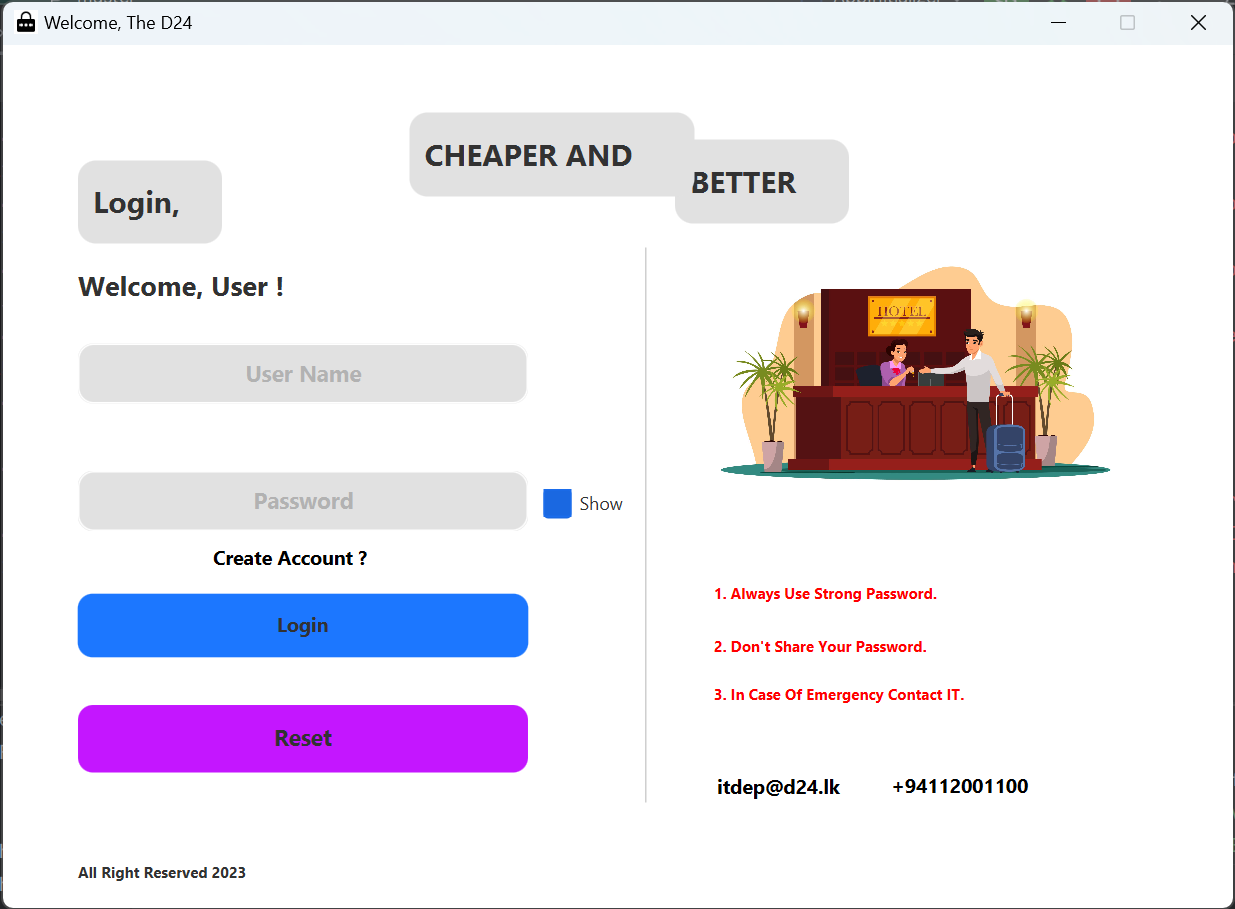 Welcome, The D24
CHEAPER AND
BETTER
Login,
Welcome, User !
User Name
Password
Show
Create Account ?
Login
Reset
All Right Reserved 2023
HOTEL
1. Always Use Strong Password.
2. Don't Share Your Password.
3. In Case Of Emergency Contact IT.
itdep@d24.lk
+94112001100